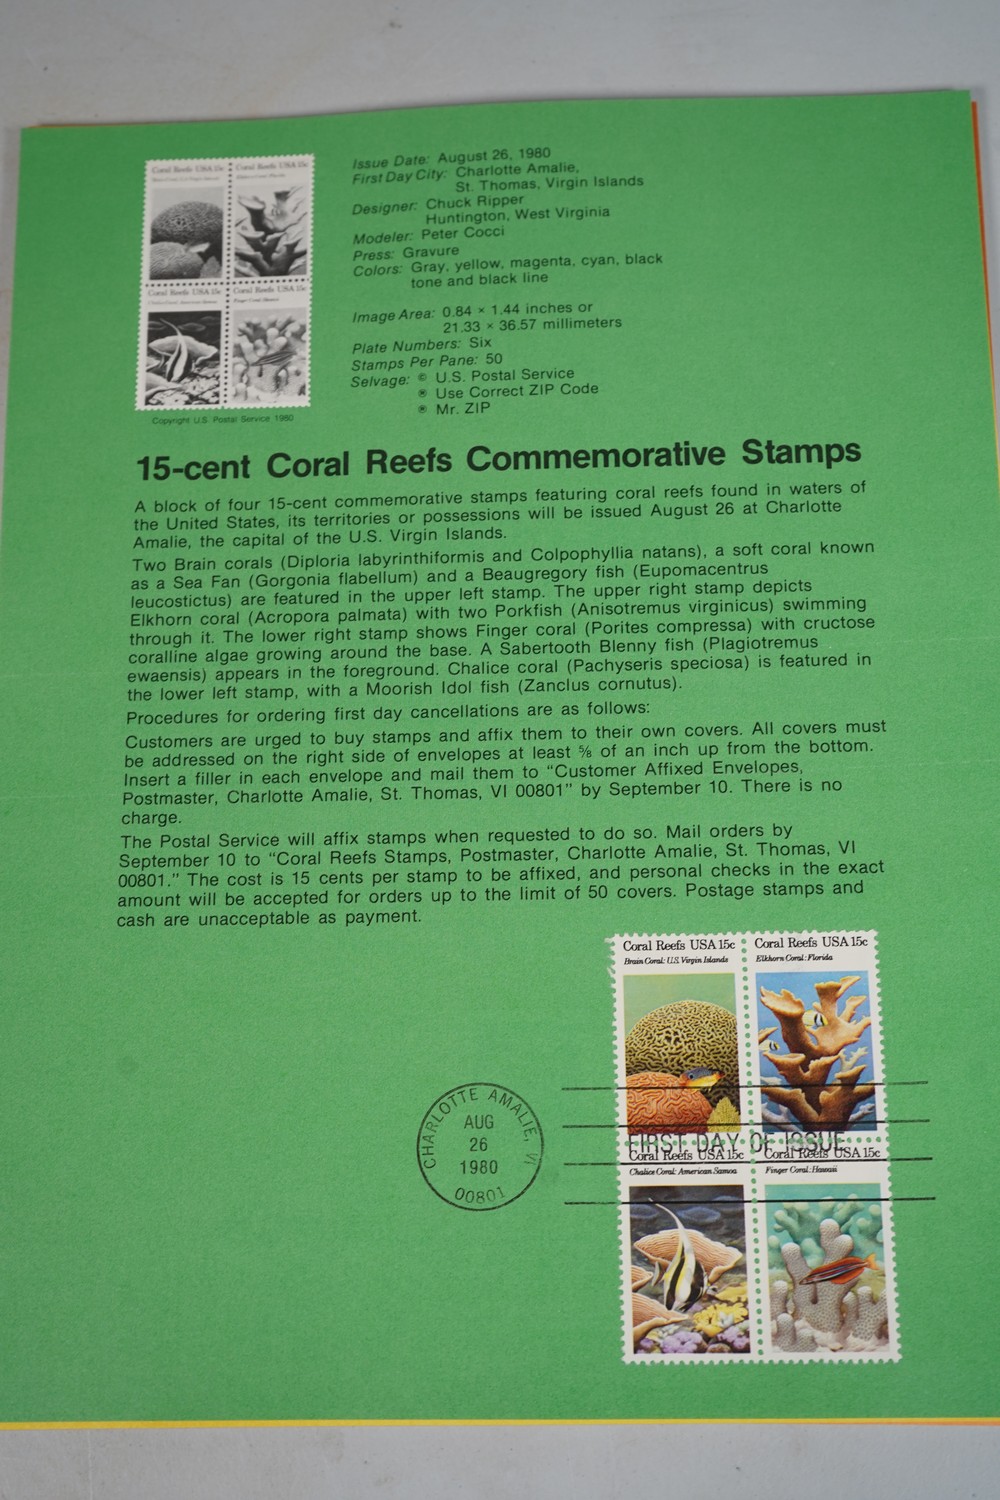 Coral Reefs USA 15c
Coral Reefs USA 15c
Coral Reefs USA 15c
Coral Reefs USA 15c
Copyright U.S. Postal Service 1980
Issue Date: August 26, 1980
First Day City: Charlotte Amalie,
St. Thomas, Virgin Islands
Designer: Chuck Ripper
Huntington, West Virginia
Modeler: Peter Cocci
Press: Gravure
Colors: Gray, yellow, magenta, cyan, black
tone and black line
Image Area: 0.84 × 1.44 inches or
21.33 × 36.57 millimeters
Plate Numbers: Six
Stamps Per Pane: 50
Selvage: © U.S. Postal Service
® Use Correct ZIP Code
® Mr. ZIP
15-cent Coral Reefs Commemorative Stamps
A block of four 15-cent commemorative stamps featuring coral reefs found in waters of
the United States, its territories or possessions will be issued August 26 at Charlotte
Amalie, the capital of the U.S. Virgin Islands.
Two Brain corals (Diploria labyrinthiformis and Colpophyllia natans), a soft coral known
as a Sea Fan (Gorgonia flabellum) and a Beaugregory fish (Eupomacentrus
leucostictus) are featured in the upper left stamp. The upper right stamp depicts
Elkhorn coral (Acropora palmata) with two Porkfish (Anisotremus virginicus) swimming
through it. The lower right stamp shows Finger coral (Porites compressa) with cructose
coralline algae growing around the base. A Sabertooth Blenny fish (Plagiotremus
ewaensis) appears in the foreground. Chalice coral (Pachyseris speciosa) is featured in
the lower left stamp, with a Moorish Idol fish (Zanclus cornutus).
Procedures for ordering first day cancellations are as follows:
Customers are urged to buy stamps and affix them to their own covers. All covers must
be addressed on the right side of envelopes at least ⅝ of an inch up from the bottom.
Insert a filler in each envelope and mail them to “Customer Affixed Envelopes,
Postmaster, Charlotte Amalie, St. Thomas, VI 00801” by September 10. There is no
charge.
The Postal Service will affix stamps when requested to do so. Mail orders by
September 10 to “Coral Reefs Stamps, Postmaster, Charlotte Amalie, St. Thomas, VI
00801.” The cost is 15 cents per stamp to be affixed, and personal checks in the exact
amount will be accepted for orders up to the limit of 50 covers. Postage stamps and
cash are unacceptable as payment.
Coral Reefs USA 15c
Brain Coral: U.S. Virgin Islands
Coral Reefs USA 15c
Elkhorn Coral: Florida
CHARLOTTE AMALIE, VI
AUG
26
1980
00801
FIRST DAY OF ISSUE
Coral Reefs USA 15c
Chalice Coral: American Samoa
Coral Reefs USA 15c
Finger Coral: Hawaii